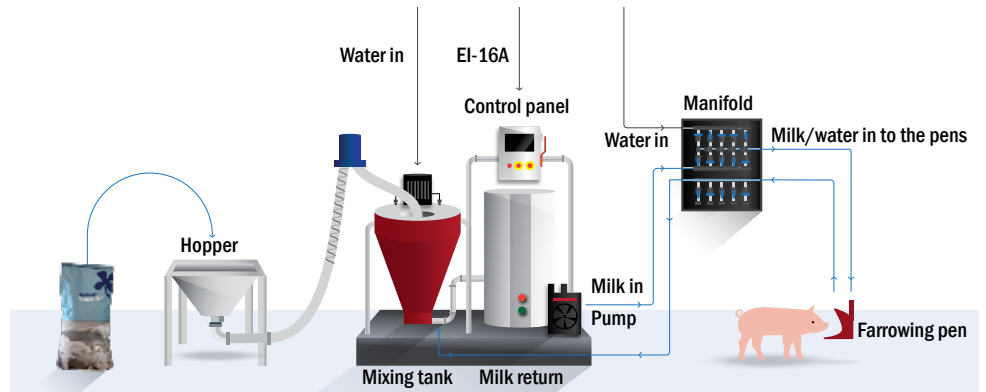 Water in
EI-16A
Control panel
Manifold
Water in
Milk/water in to the pens
Hopper
Milk in
Pump
Farrowing pen
Mixing tank
Milk return